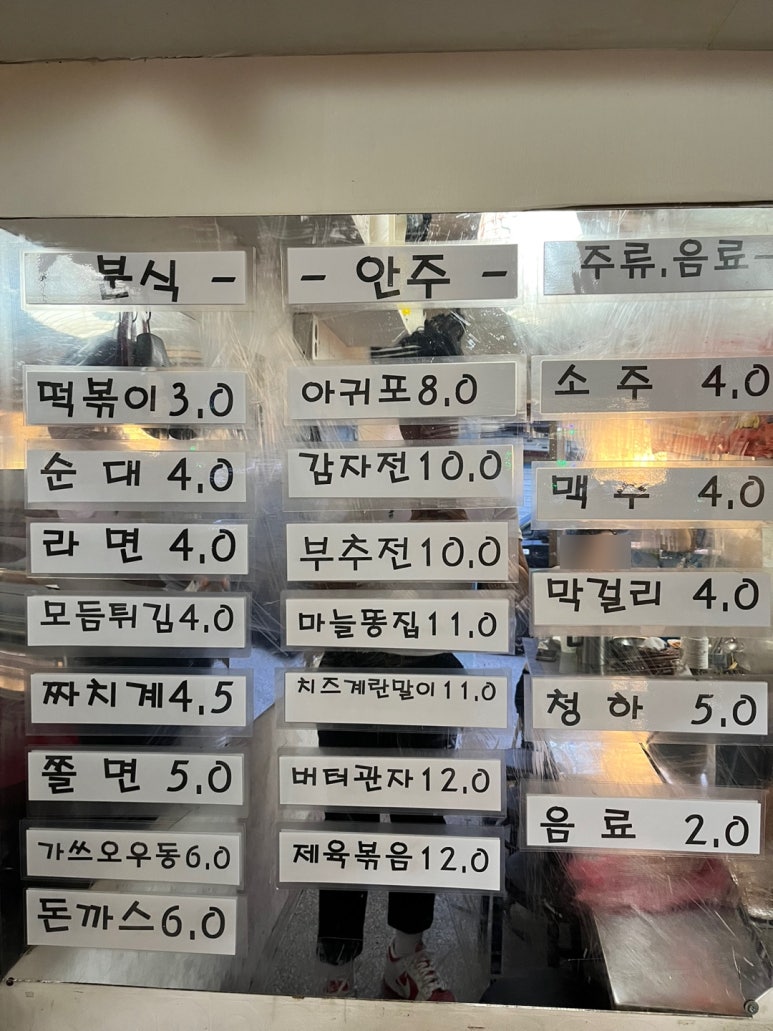 분식 -
떡볶이 3.0
순대 4.0
라면 4.0
모듬튀김 4.0
짜치계 4.5
쫄면 5.0
가쓰오우동 6.0
돈까스 6.0
- 안주 -
아귀포 8.0
감자전 10.0
부추전 10.0
마늘똥집 11.0
치즈계란말이 11.0
버터관자 12.0
제육볶음 12.0
주류.음료-
소주 4.0
맥주 4.0
막걸리 4.0
청하 5.0
음료 2.0